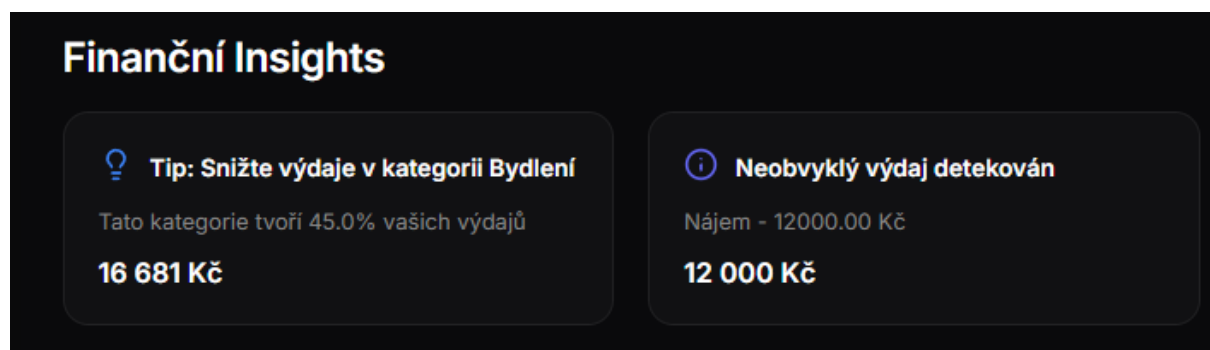 Finanční Insights
Tip: Snižte výdaje v kategorii Bydlení
Tato kategorie tvoří 45.0% vašich výdajů
16 681 Kč
Neobvyklý výdaj detekován
Nájem - 12000.00 Kč
12 000 Kč